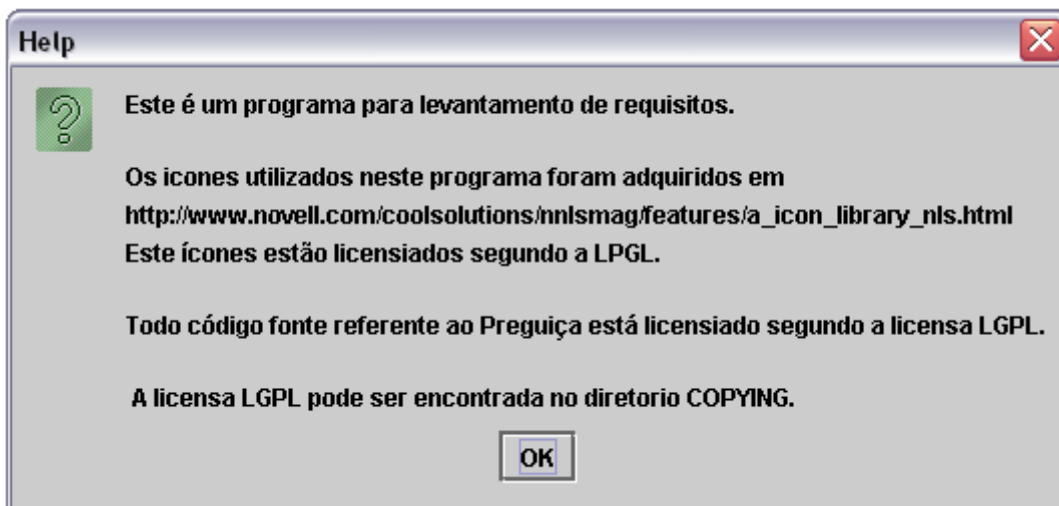 Help
Este é um programa para levantamento de requisitos.
Os icones utilizados neste programa foram adquiridos em
http://www.novell.com/coolsolutions/nnlsmag/features/a_icon_library_nls.html
Este ícones estão licensiados segundo a LPGL.
Todo código fonte referente ao Preguiça está licensiado segundo a licensa LGPL.
A licensa LGPL pode ser encontrada no diretorio COPYING.
OK